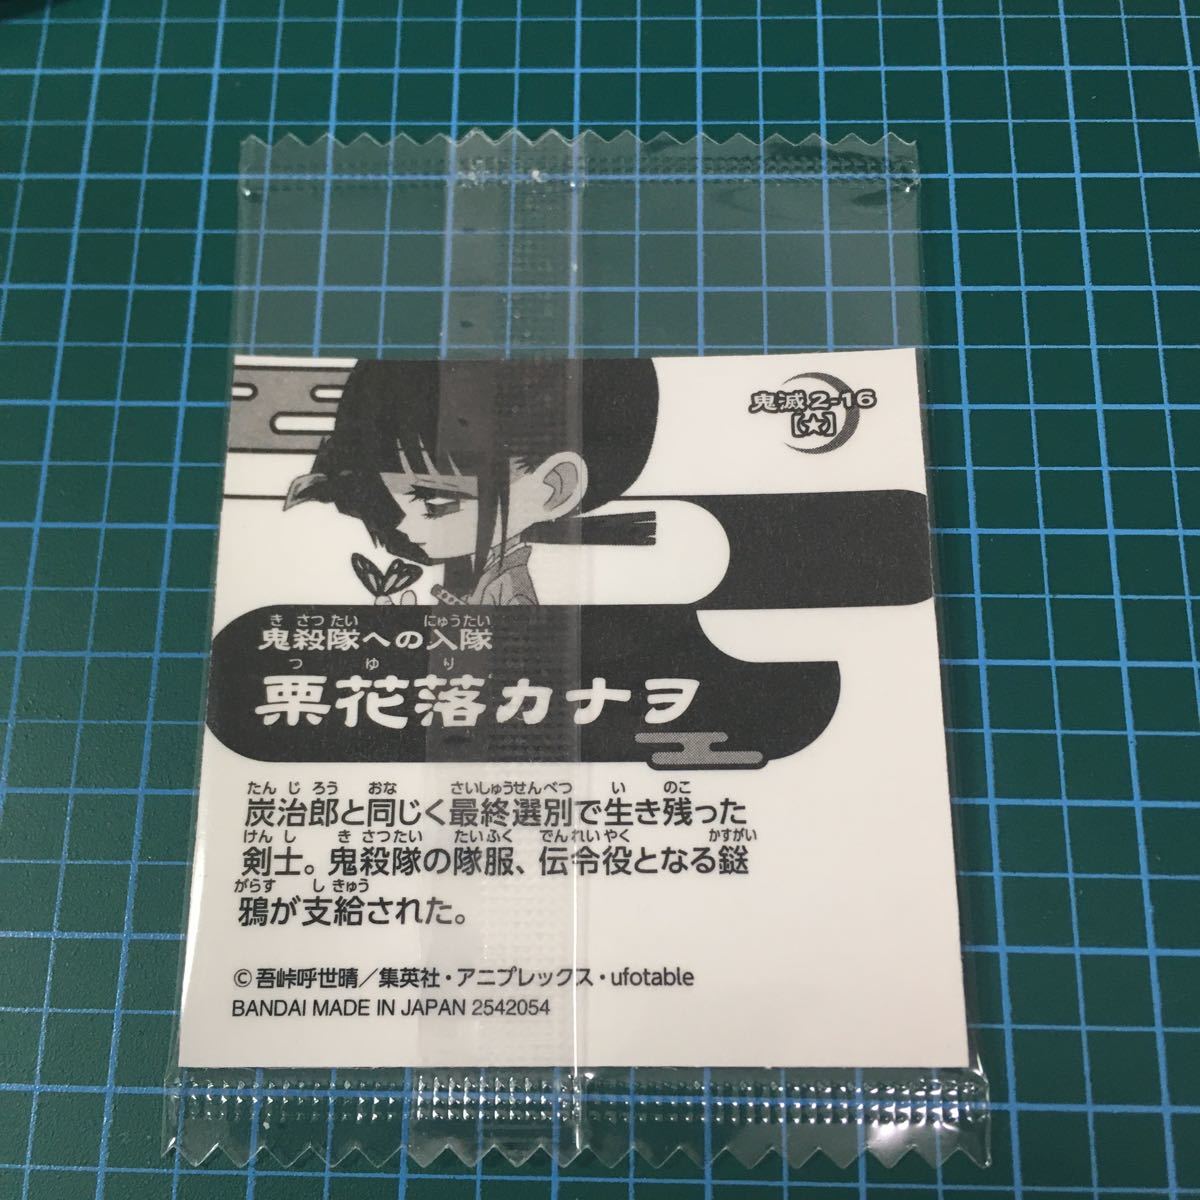 鬼滅2-16
【★】
き さつ たい にゅうたい
鬼殺隊への入隊
つ ゆ り
栗花落カナヲ
たん じ ろう おな さいしゅうせんべつ い のこ
炭治郎と同じく最終選別で生き残った
けん し き さつ たい たいふく でんれいやく かすがい
剣士。鬼殺隊の隊服、伝令役となる鎹
がらす し きゅう
鴉が支給された。
©吾峠呼世晴／集英社・アニプレックス・ufotable
BANDAI MADE IN JAPAN 2542054